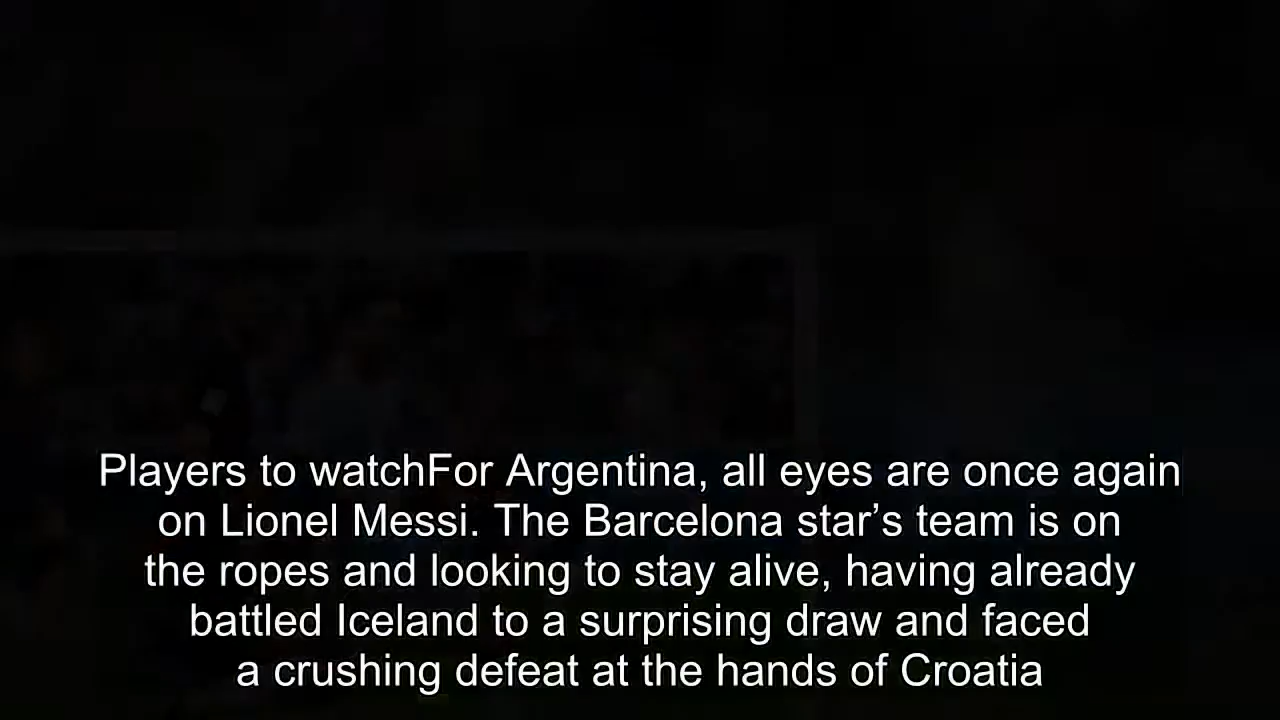 Players to watchFor Argentina, all eyes are once again
on Lionel Messi. The Barcelona star’s team is on
the ropes and looking to stay alive, having already
battled Iceland to a surprising draw and faced
a crushing defeat at the hands of Croatia